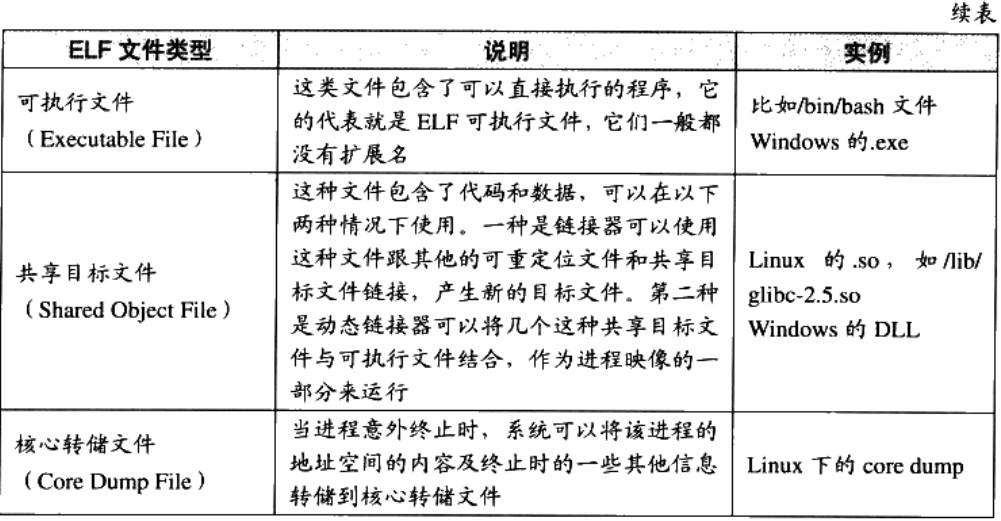 续表
ELF 文件类型
说明
实例
可执行文件
（Executable File）
这类文件包含了可以直接执行的程序，它
的代表就是 ELF 可执行文件，它们一般都
没有扩展名
比如/bin/bash 文件
Windows 的.exe
共享目标文件
（Shared Object File）
这种文件包含了代码和数据，可以在以下
两种情况下使用。一种是链接器可以使用
这种文件跟其他的可重定位文件和共享目
标文件链接，产生新的目标文件。第二种
是动态链接器可以将几个这种共享目标文
件与可执行文件结合，作为进程映像的一
部分来运行
Linux 的 .so， 如 /lib/
glibc-2.5.so
Windows 的 DLL
核心转储文件
（Core Dump File）
当进程意外终止时，系统可以将该进程的
地址空间的内容及终止时的一些其他信息
转储到核心转储文件
Linux 下的 core dump